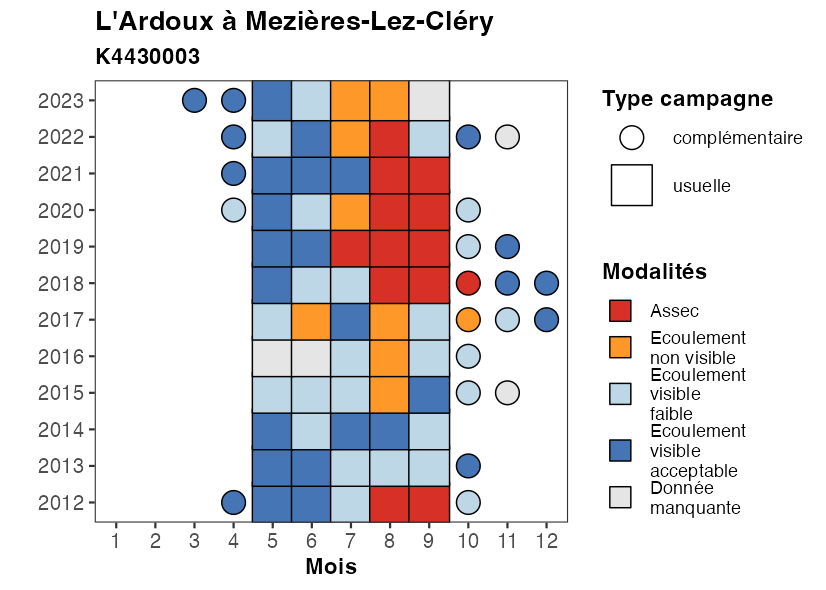 L'Ardoux à Mezières-Lez-Cléry
K4430003
2023
2022
2021
2020
2019
2018
2017
2016
2015
2014
2013
2012
1 2 3 4 5 6 7 8 9 10 11 12
Mois
Type campagne
complémentaire
usuelle
Modalités
Assec
Ecoulement
non visible
Ecoulement
visible
faible
Ecoulement
visible
acceptable
Donnée
manquante